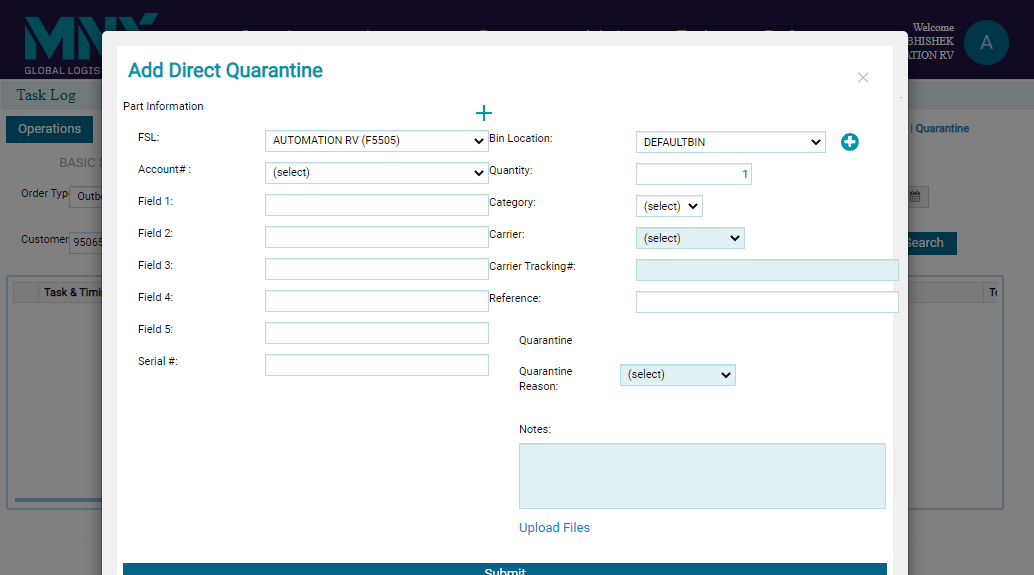 MNX
GLOBAL LOGIST
Welcome
BHISHEK
ATION RV
A
Task Log
Operations
| Quarantine
BASIC S
Order Typ
Outb
Customer
95065
Search
Task & Timi
Add Direct Quarantine
×
Part Information
+
FSL:
AUTOMATION RV (F5505)
Bin Location:
DEFAULTBIN
Account# :
(select)
Quantity:
1
Field 1:
Category:
(select)
Field 2:
Carrier:
(select)
Field 3:
Carrier Tracking#:
Field 4:
Reference:
Field 5:
Quarantine
Serial #:
Quarantine
Reason:
(select)
Notes:
Upload Files
Submit